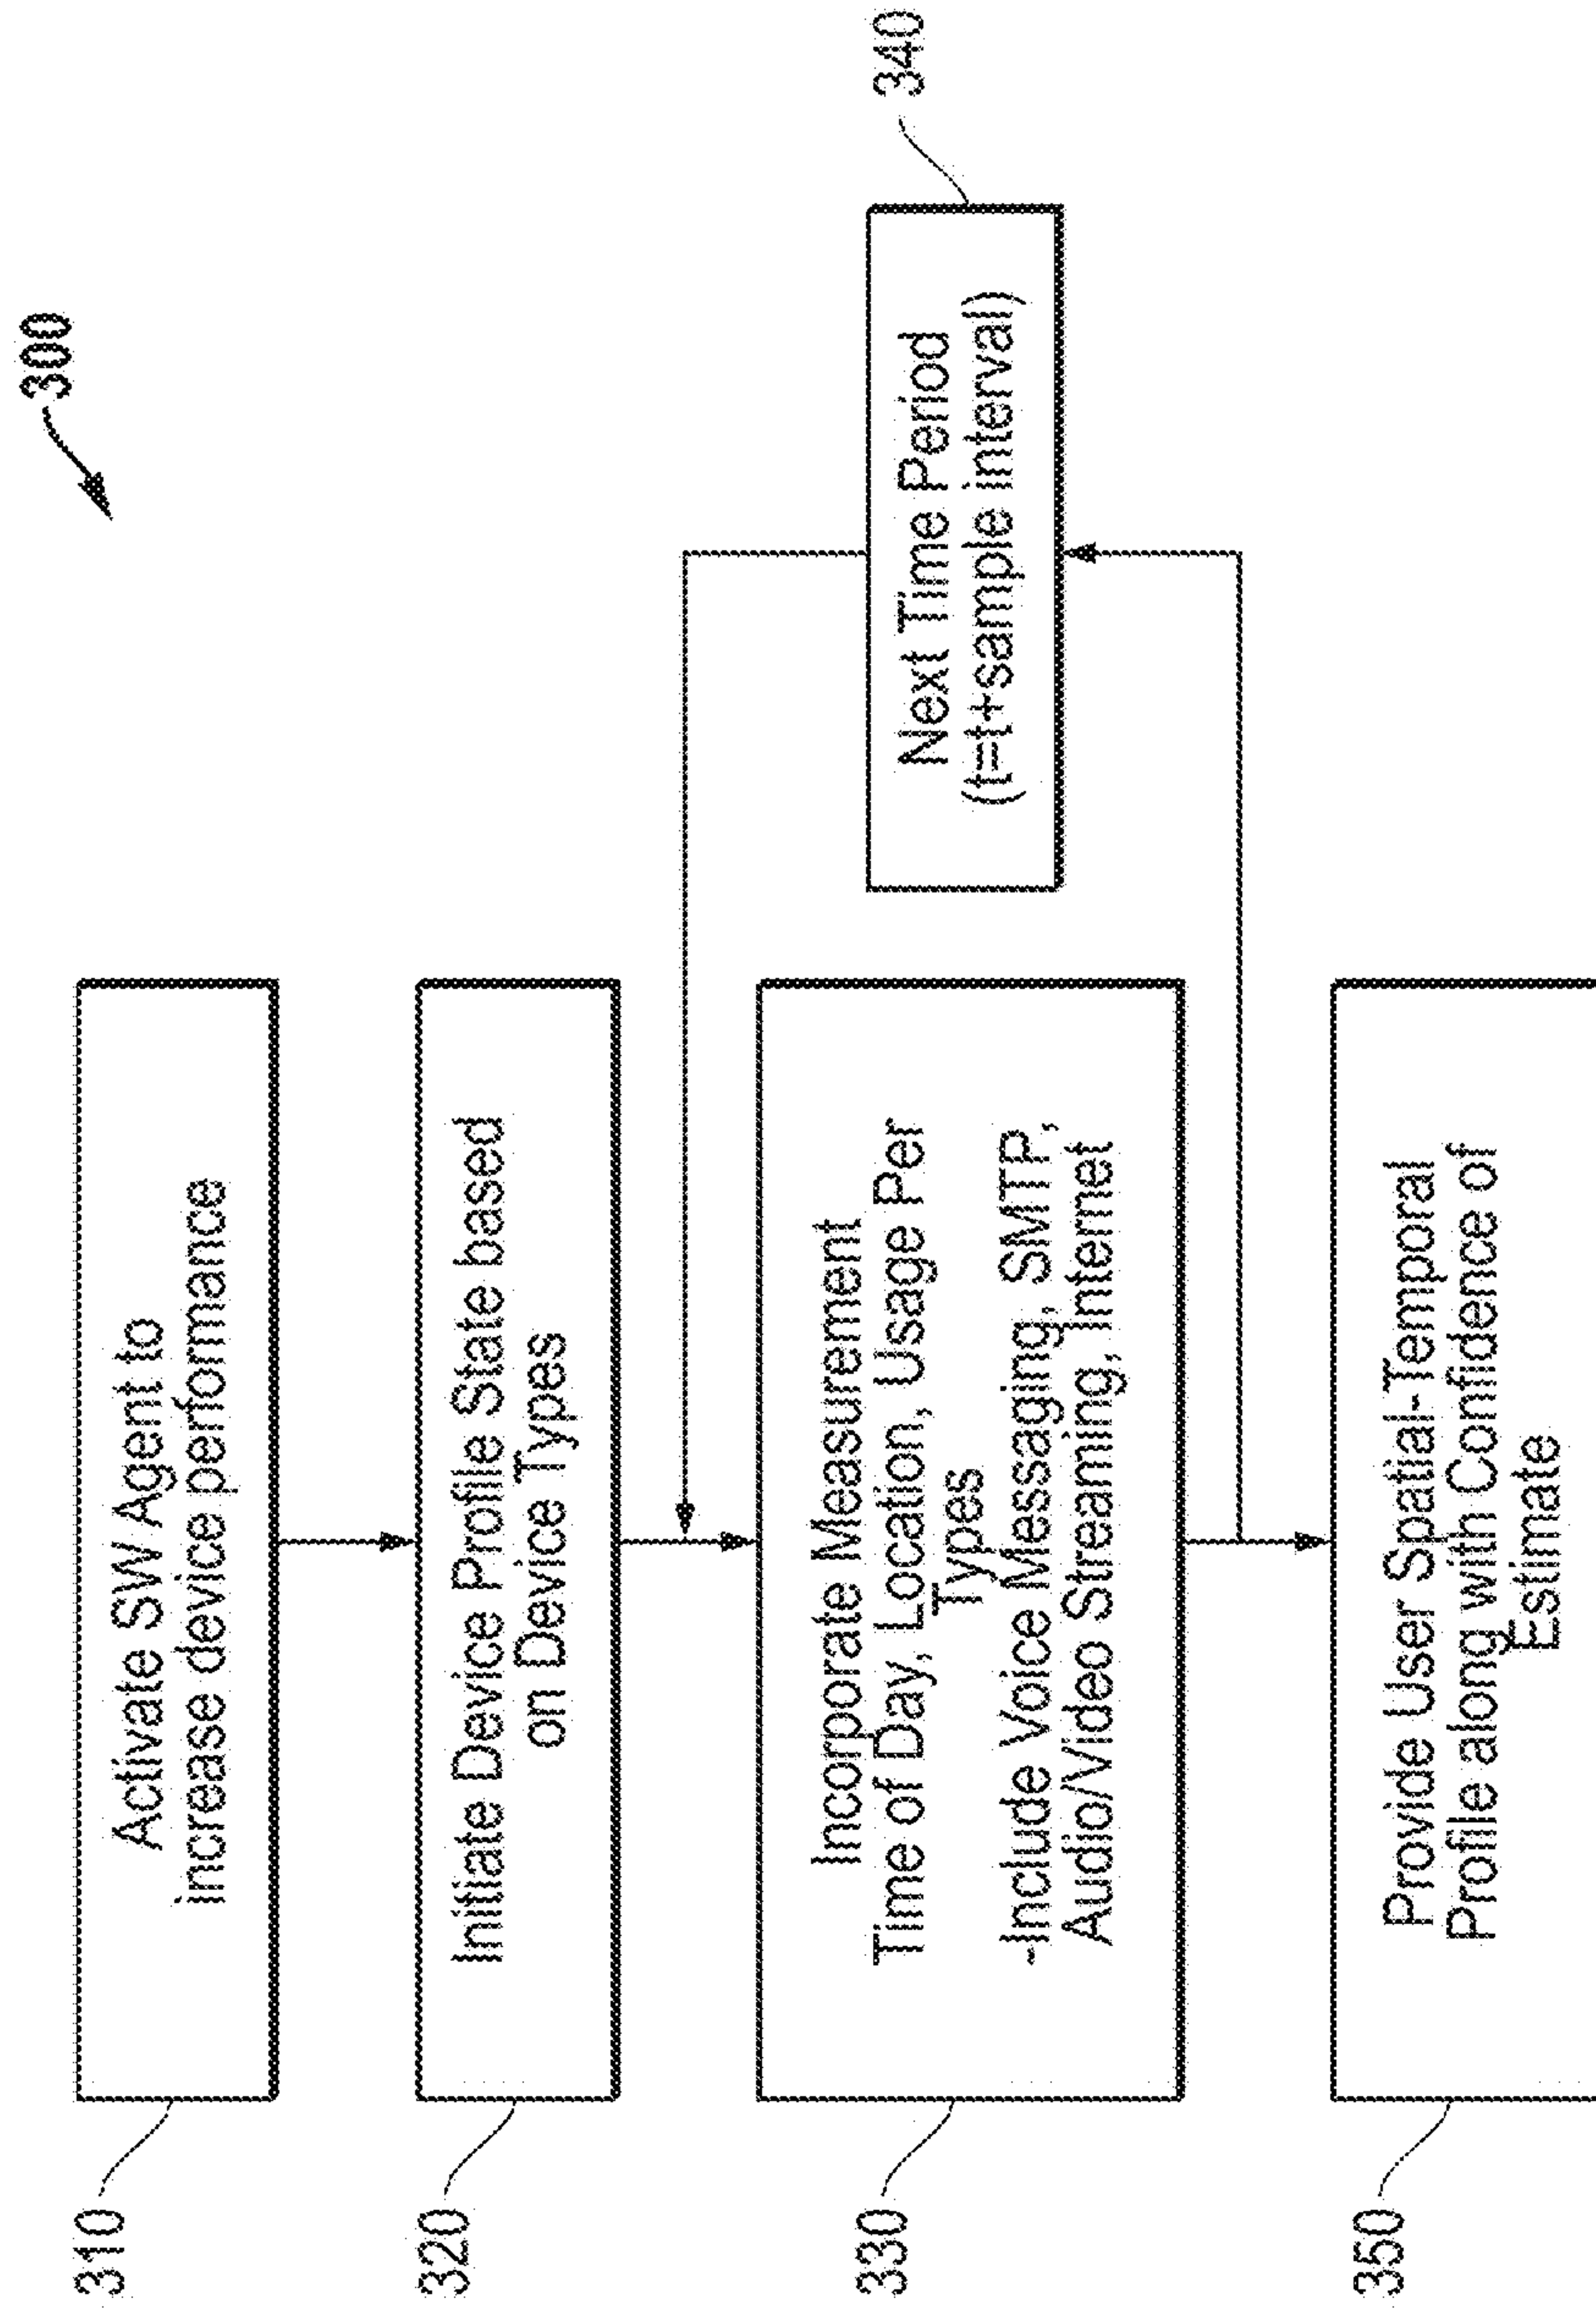 300
310
Activate SW Agent to
increase device performance
320
Initiate Device Profile State based
on Device Types
330
Incorporate Measurement
Time of Day, Location, Usage Per
Types
-Include Voice Messaging, SMTP,
Audio/Video Streaming, Internet
340
Next Time Period
(t=t+sample interval)
350
Provide User Spatial-Temporal
Profile along with Confidence of
Estimate